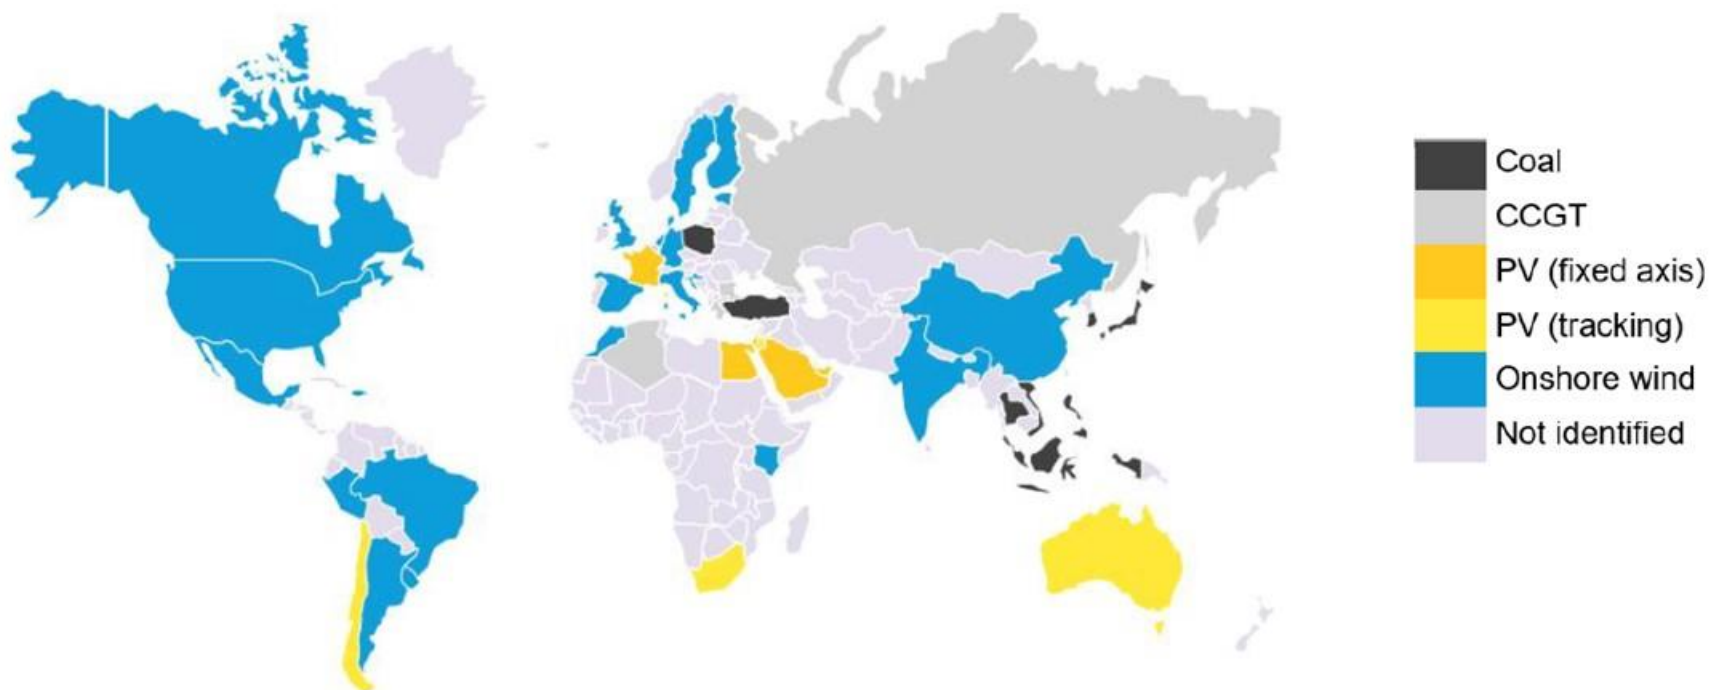 Coal
CCGT
PV (fixed axis)
PV (tracking)
Onshore wind
Not identified